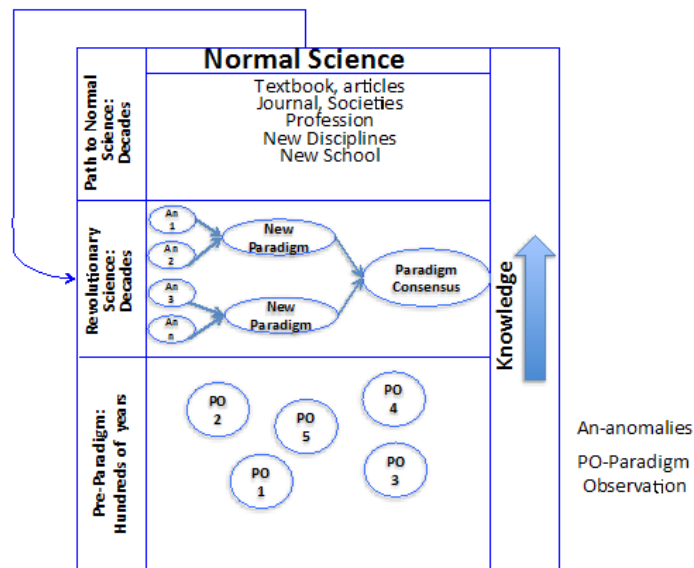 Normal Science
Path to Normal
Science:
Decades
Textbook, articles
Journal, Societies
Profession
New Disciplines
New School
Revolutionary
Science:
Decades
An
1
An
2
An
3
An
n
New
Paradigm
New
Paradigm
Paradigm
Consensus
Knowledge
Pre-Paradigm:
Hundreds of years
PO
2
PO
5
PO
4
PO
1
PO
3
An-anomalies
PO-Paradigm
Observation